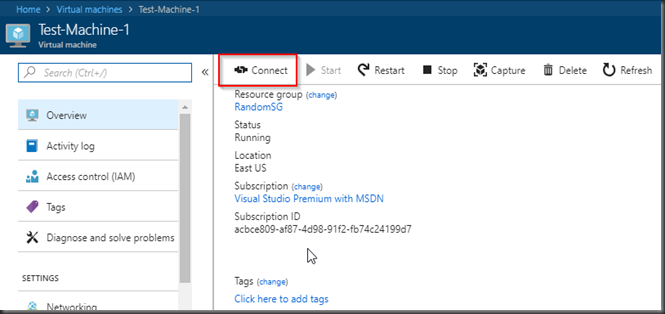 Home > Virtual machines > Test-Machine-1
Test-Machine-1
Virtual machine
Search (Ctrl+/)
«
Connect Start Restart Stop Capture Delete Refresh
Overview
Activity log
Access control (IAM)
Tags
Diagnose and solve problems
SETTINGS
Networking
Resource group (change)
RandomSG
Status
Running
Location
East US
Subscription (change)
Visual Studio Premium with MSDN
Subscription ID
acbce809-af87-4d98-91f2-fb74c24199d7
Tags (change)
Click here to add tags